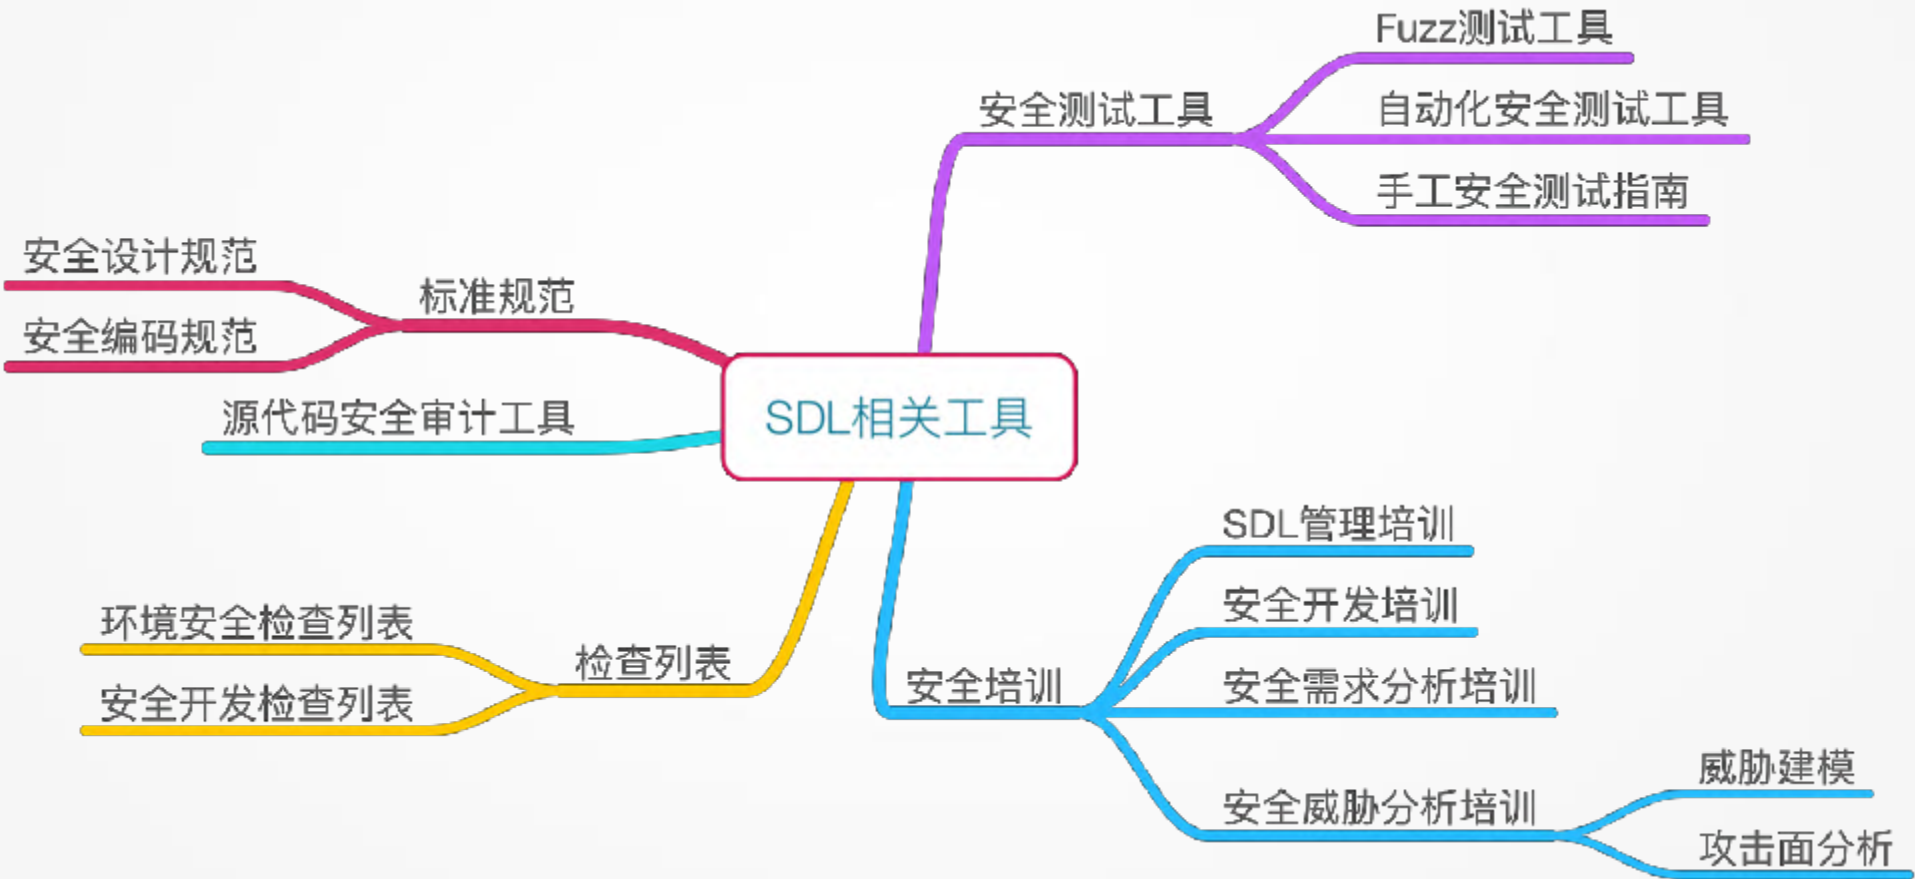 Fuzz测试工具
安全测试工具
自动化安全测试工具
手工安全测试指南
安全设计规范
标准规范
安全编码规范
源代码安全审计工具
SDL相关工具
SDL管理培训
安全开发培训
环境安全检查列表
检查列表
安全开发检查列表
安全培训
安全需求分析培训
安全威胁分析培训
威胁建模
攻击面分析